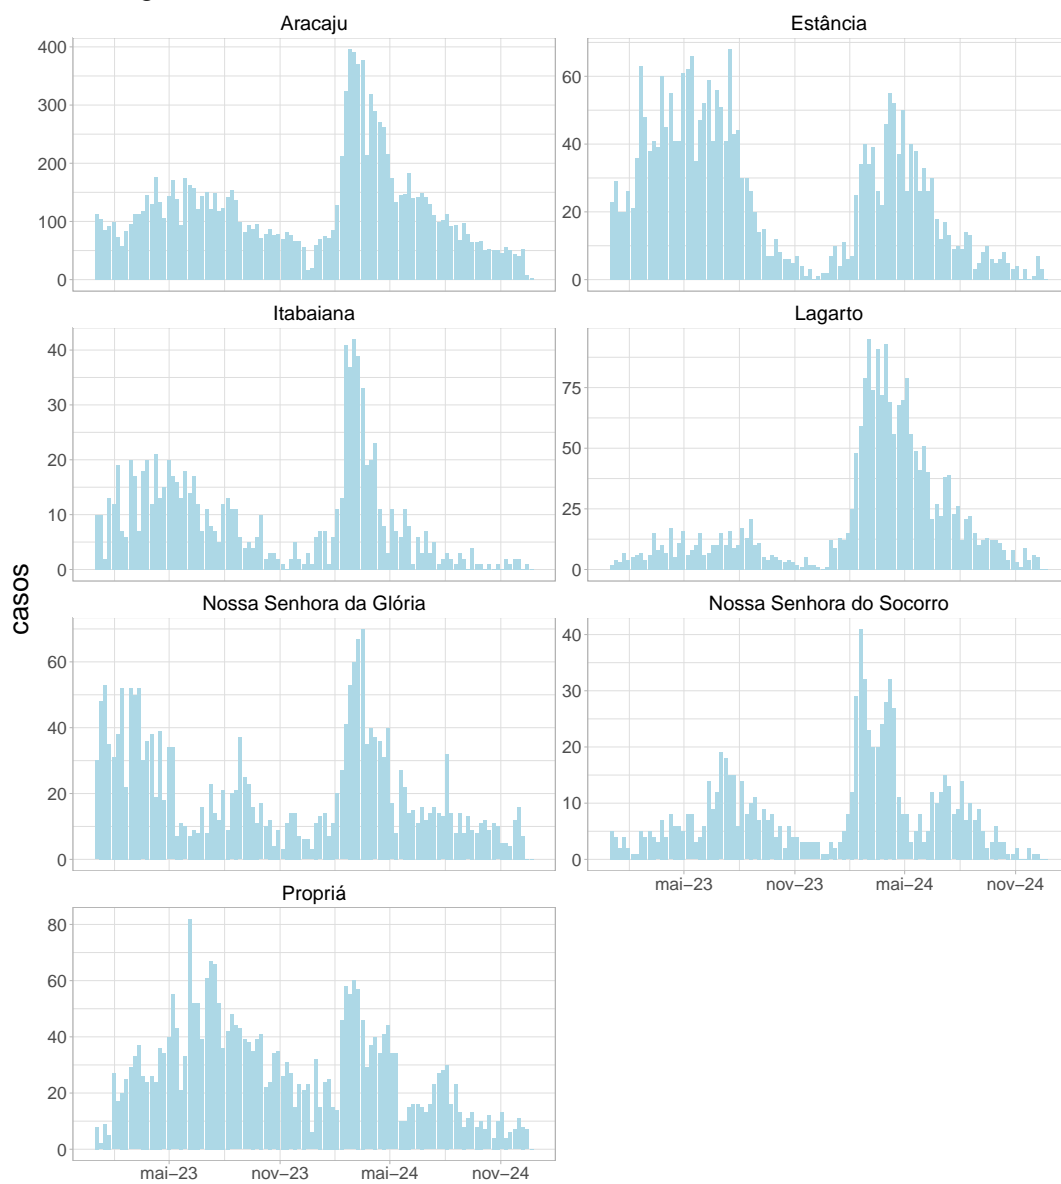 Aracaju
Estância
400
300
200
100
0
60
40
20
0
Itabaiana
Lagarto
40
30
20
10
0
75
50
25
0
casos
Nossa Senhora da Glória
Nossa Senhora do Socorro
60
40
20
0
40
30
20
10
0
mai–23
nov–23
mai–24
nov–24
Propriá
80
60
40
20
0
mai–23
nov–23
mai–24
nov–24